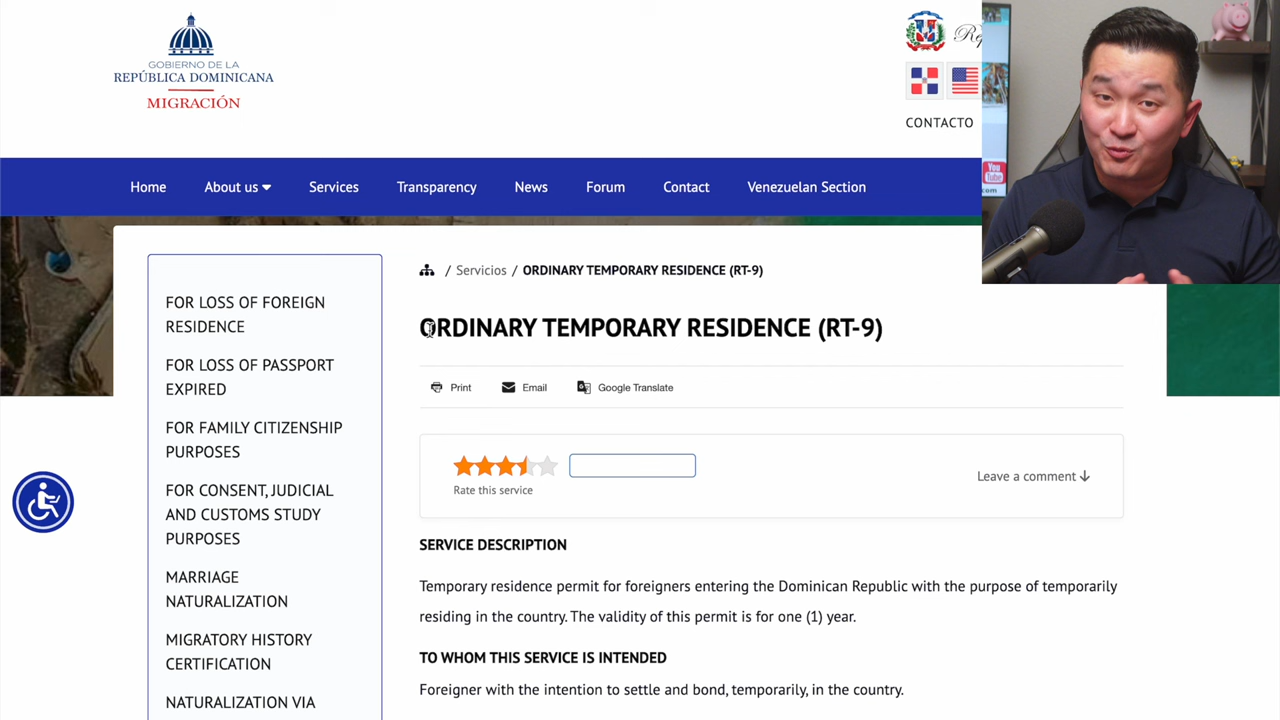 GOBIERNO DE LA
REPÚBLICA DOMINICANA
MIGRACIÓN
CONTACTO
You
Tube
.com
Home
About us
Services
Transparency
News
Forum
Contact
Venezuelan Section
FOR LOSS OF FOREIGN
RESIDENCE
FOR LOSS OF PASSPORT
EXPIRED
FOR FAMILY CITIZENSHIP
PURPOSES
FOR CONSENT, JUDICIAL
AND CUSTOMS STUDY
PURPOSES
MARRIAGE
NATURALIZATION
MIGRATORY HISTORY
CERTIFICATION
NATURALIZATION VIA
/ Servicios / ORDINARY TEMPORARY RESIDENCE (RT-9)
ORDINARY TEMPORARY RESIDENCE (RT-9)
Print
Email
Google Translate
Rate this service
Leave a comment
SERVICE DESCRIPTION
Temporary residence permit for foreigners entering the Dominican Republic with the purpose of temporarily
residing in the country. The validity of this permit is for one (1) year.
TO WHOM THIS SERVICE IS INTENDED
Foreigner with the intention to settle and bond, temporarily, in the country.